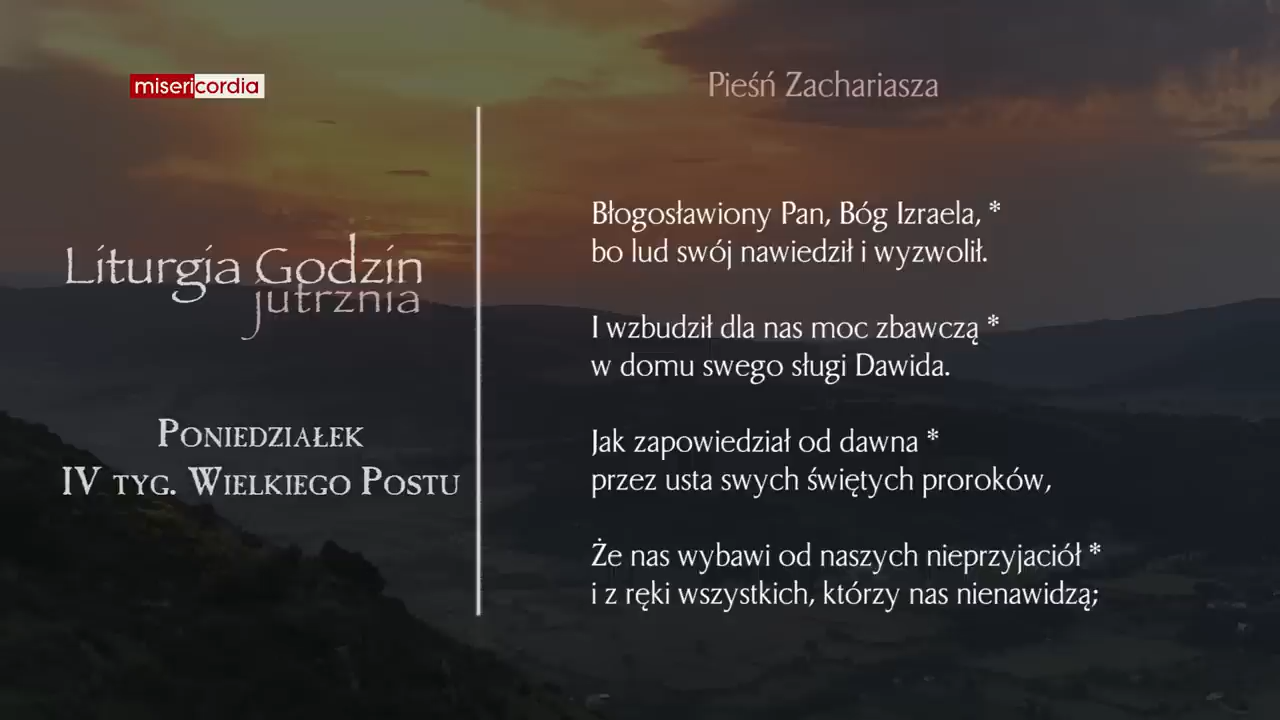 misericordia
Liturgia Godzin
jutrznia
Poniedziałek
IV tyg. Wielkiego Postu
Pieśń Zachariasza
Błogosławiony Pan, Bóg Izraela, *
bo lud swój nawiedził i wyzwolił.
I wzbudził dla nas moc zbawczą *
w domu swego sługi Dawida.
Jak zapowiedział od dawna *
przez usta swych świętych proroków,
Że nas wybawi od naszych nieprzyjaciół *
i z ręki wszystkich, którzy nas nienawidzą;